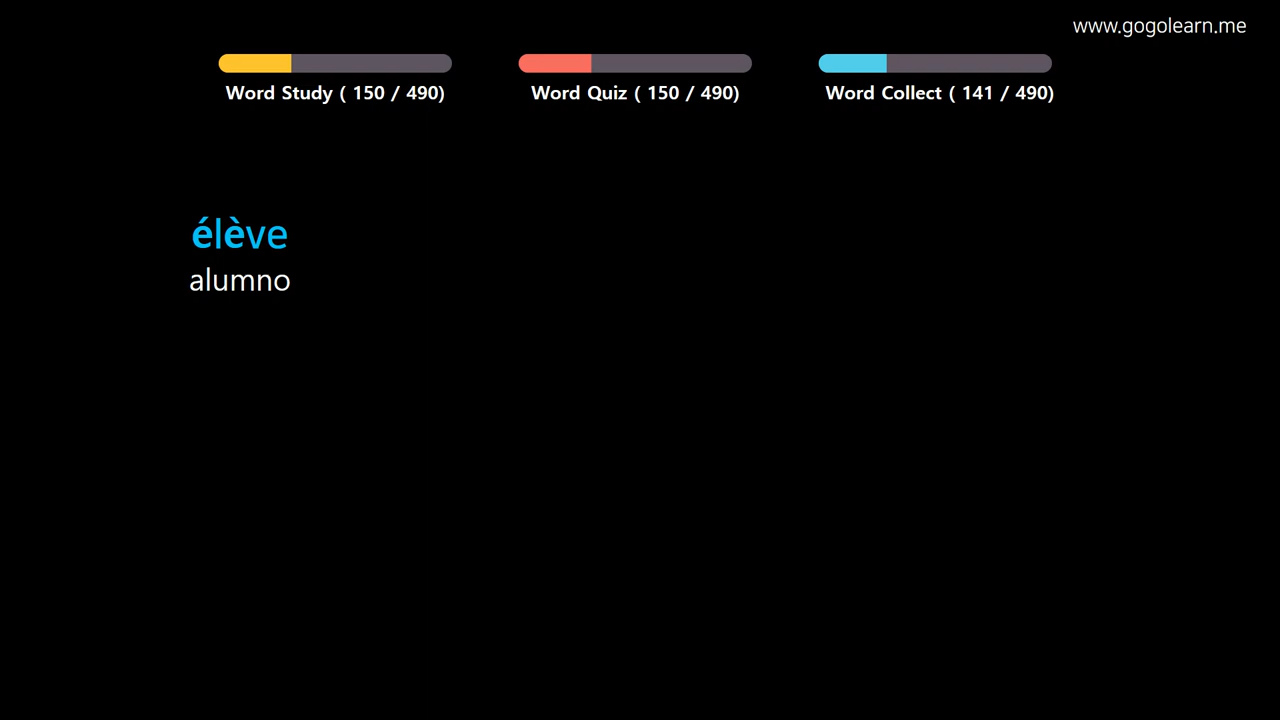 www.gogolearn.me
Word Study ( 150 / 490)
Word Quiz ( 150 / 490)
Word Collect ( 141 / 490)
élève
alumno